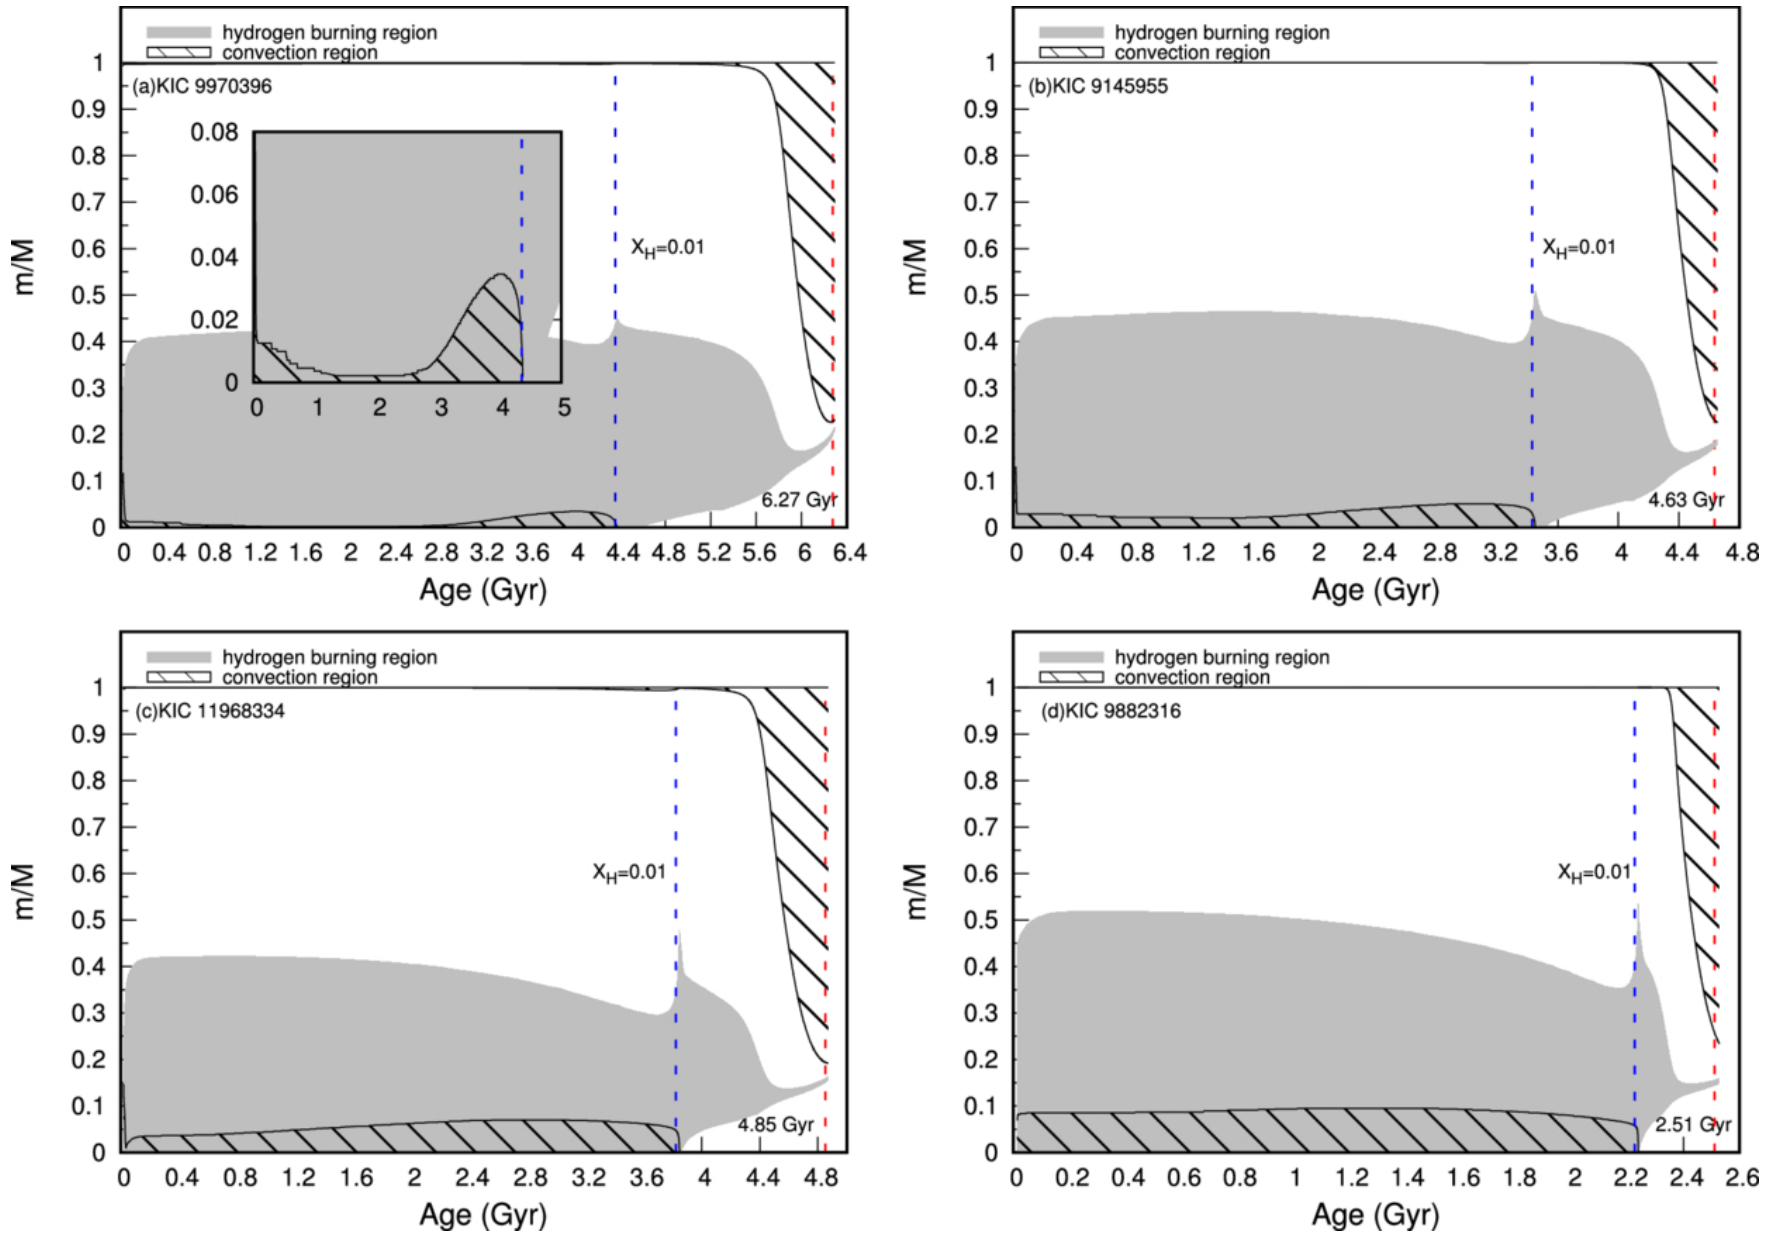 hydrogen burning region
convection region
(a)KIC 9970396
1
0.9
0.8
0.7
0.6
0.5
0.4
0.3
0.2
0.1
0
m/M
0.08
0.06
0.04
0.02
0
0 1 2 3 4 5
X_H=0.01
6.27 Gyr
0 0.4 0.8 1.2 1.6 2 2.4 2.8 3.2 3.6 4 4.4 4.8 5.2 5.6 6 6.4
Age (Gyr)
hydrogen burning region
convection region
(b)KIC 9145955
1
0.9
0.8
0.7
0.6
0.5
0.4
0.3
0.2
0.1
0
m/M
X_H=0.01
4.63 Gyr
0 0.4 0.8 1.2 1.6 2 2.4 2.8 3.2 3.6 4 4.4 4.8
Age (Gyr)
hydrogen burning region
convection region
(c)KIC 11968334
1
0.9
0.8
0.7
0.6
0.5
0.4
0.3
0.2
0.1
0
m/M
X_H=0.01
4.85 Gyr
0 0.4 0.8 1.2 1.6 2 2.4 2.8 3.2 3.6 4 4.4 4.8
Age (Gyr)
hydrogen burning region
convection region
(d)KIC 9882316
1
0.9
0.8
0.7
0.6
0.5
0.4
0.3
0.2
0.1
0
m/M
X_H=0.01
2.51 Gyr
0 0.2 0.4 0.6 0.8 1 1.2 1.4 1.6 1.8 2 2.2 2.4 2.6
Age (Gyr)